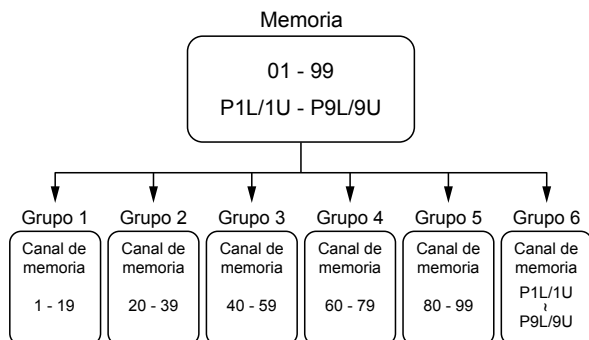 Memoria
01 - 99
P1L/1U - P9L/9U
Grupo 1
Canal de
memoria
1 - 19
Grupo 2
Canal de
memoria
20 - 39
Grupo 3
Canal de
memoria
40 - 59
Grupo 4
Canal de
memoria
60 - 79
Grupo 5
Canal de
memoria
80 - 99
Grupo 6
Canal de
memoria
P1L/1U
~
P9L/9U